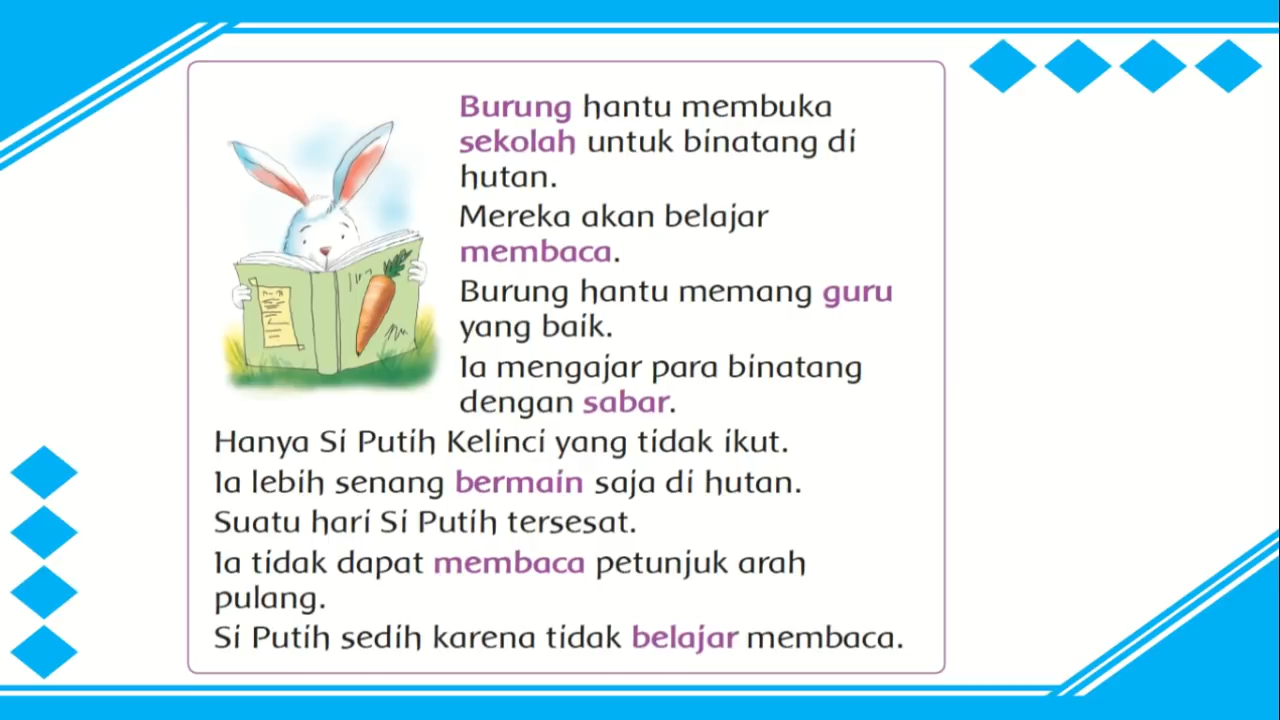 Burung hantu membuka
sekolah untuk binatang di
hutan.
Mereka akan belajar
membaca.
Burung hantu memang guru
yang baik.
Ia mengajar para binatang
dengan sabar.
Hanya Si Putih Kelinci yang tidak ikut.
Ia lebih senang bermain saja di hutan.
Suatu hari Si Putih tersesat.
Ia tidak dapat membaca petunjuk arah
pulang.
Si Putih sedih karena tidak belajar membaca.